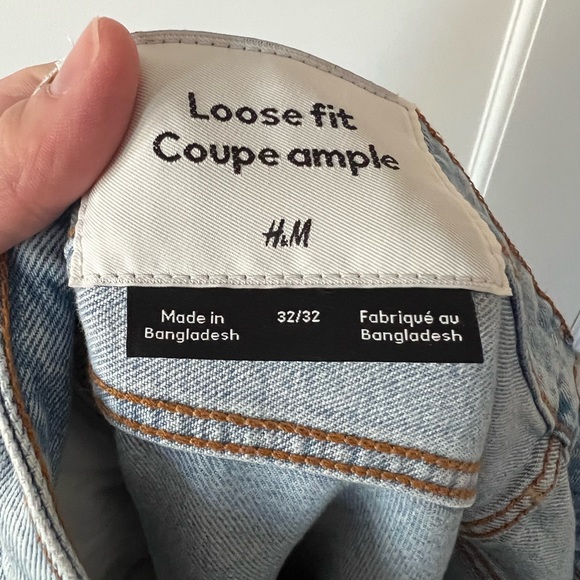 Loose fit
Coupe ample
H&M
Made in
Bangladesh
32/32
Fabriqué au
Bangladesh